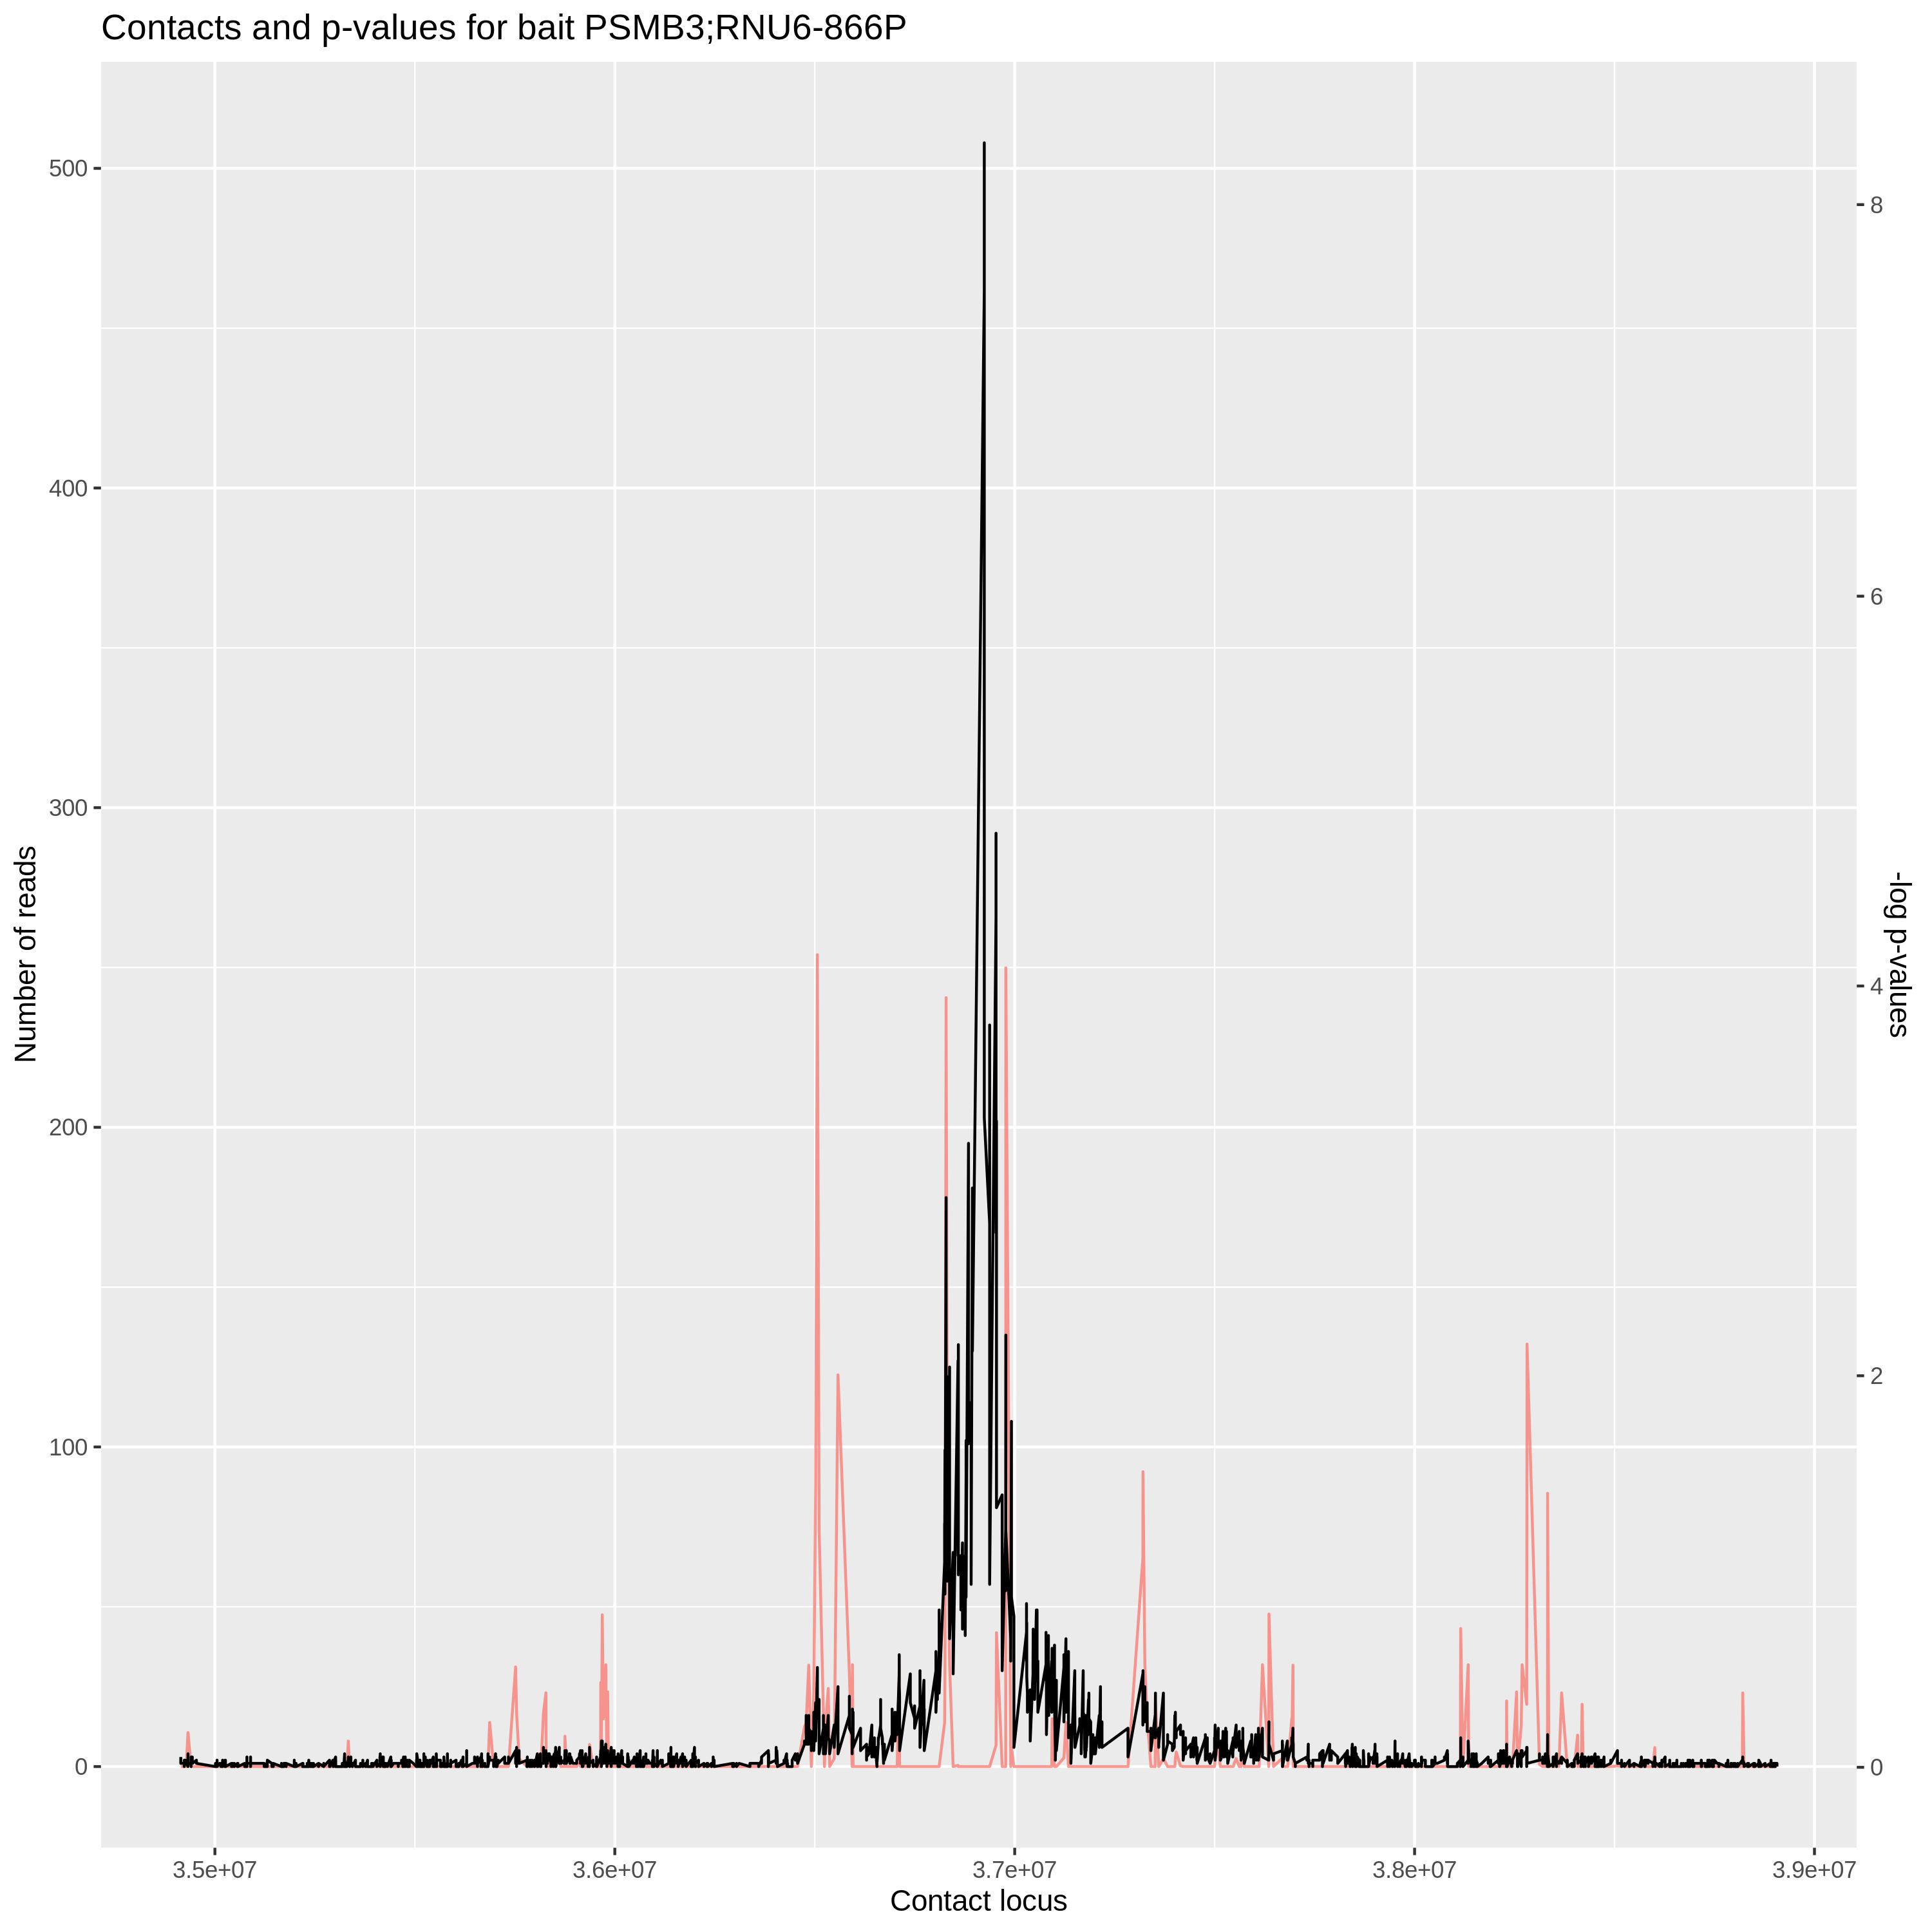 Contacts and p-values for bait PSMB3;RNU6-866P
500
400
300
200
100
0
Number of reads
8
6
4
2
0
-log p-values
3.5e+07
3.6e+07
3.7e+07
3.8e+07
3.9e+07
Contact locus